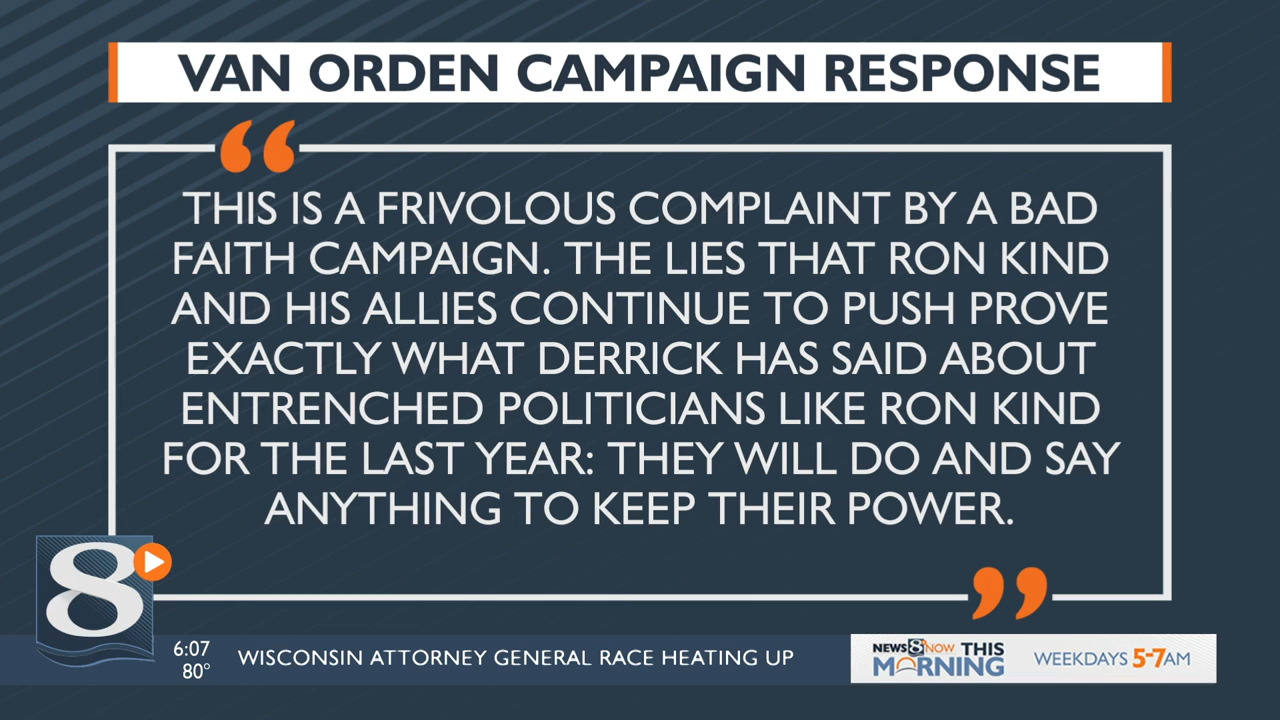 VAN ORDEN CAMPAIGN RESPONSE
“
THIS IS A FRIVOLOUS COMPLAINT BY A BAD
FAITH CAMPAIGN. THE LIES THAT RON KIND
AND HIS ALLIES CONTINUE TO PUSH PROVE
EXACTLY WHAT DERRICK HAS SAID ABOUT
ENTRENCHED POLITICIANS LIKE RON KIND
FOR THE LAST YEAR: THEY WILL DO AND SAY
ANYTHING TO KEEP THEIR POWER.
”
8
6:07
80°
WISCONSIN ATTORNEY GENERAL RACE HEATING UP
NEWS 8 NOW THIS
MORNING
WEEKDAYS 5-7AM